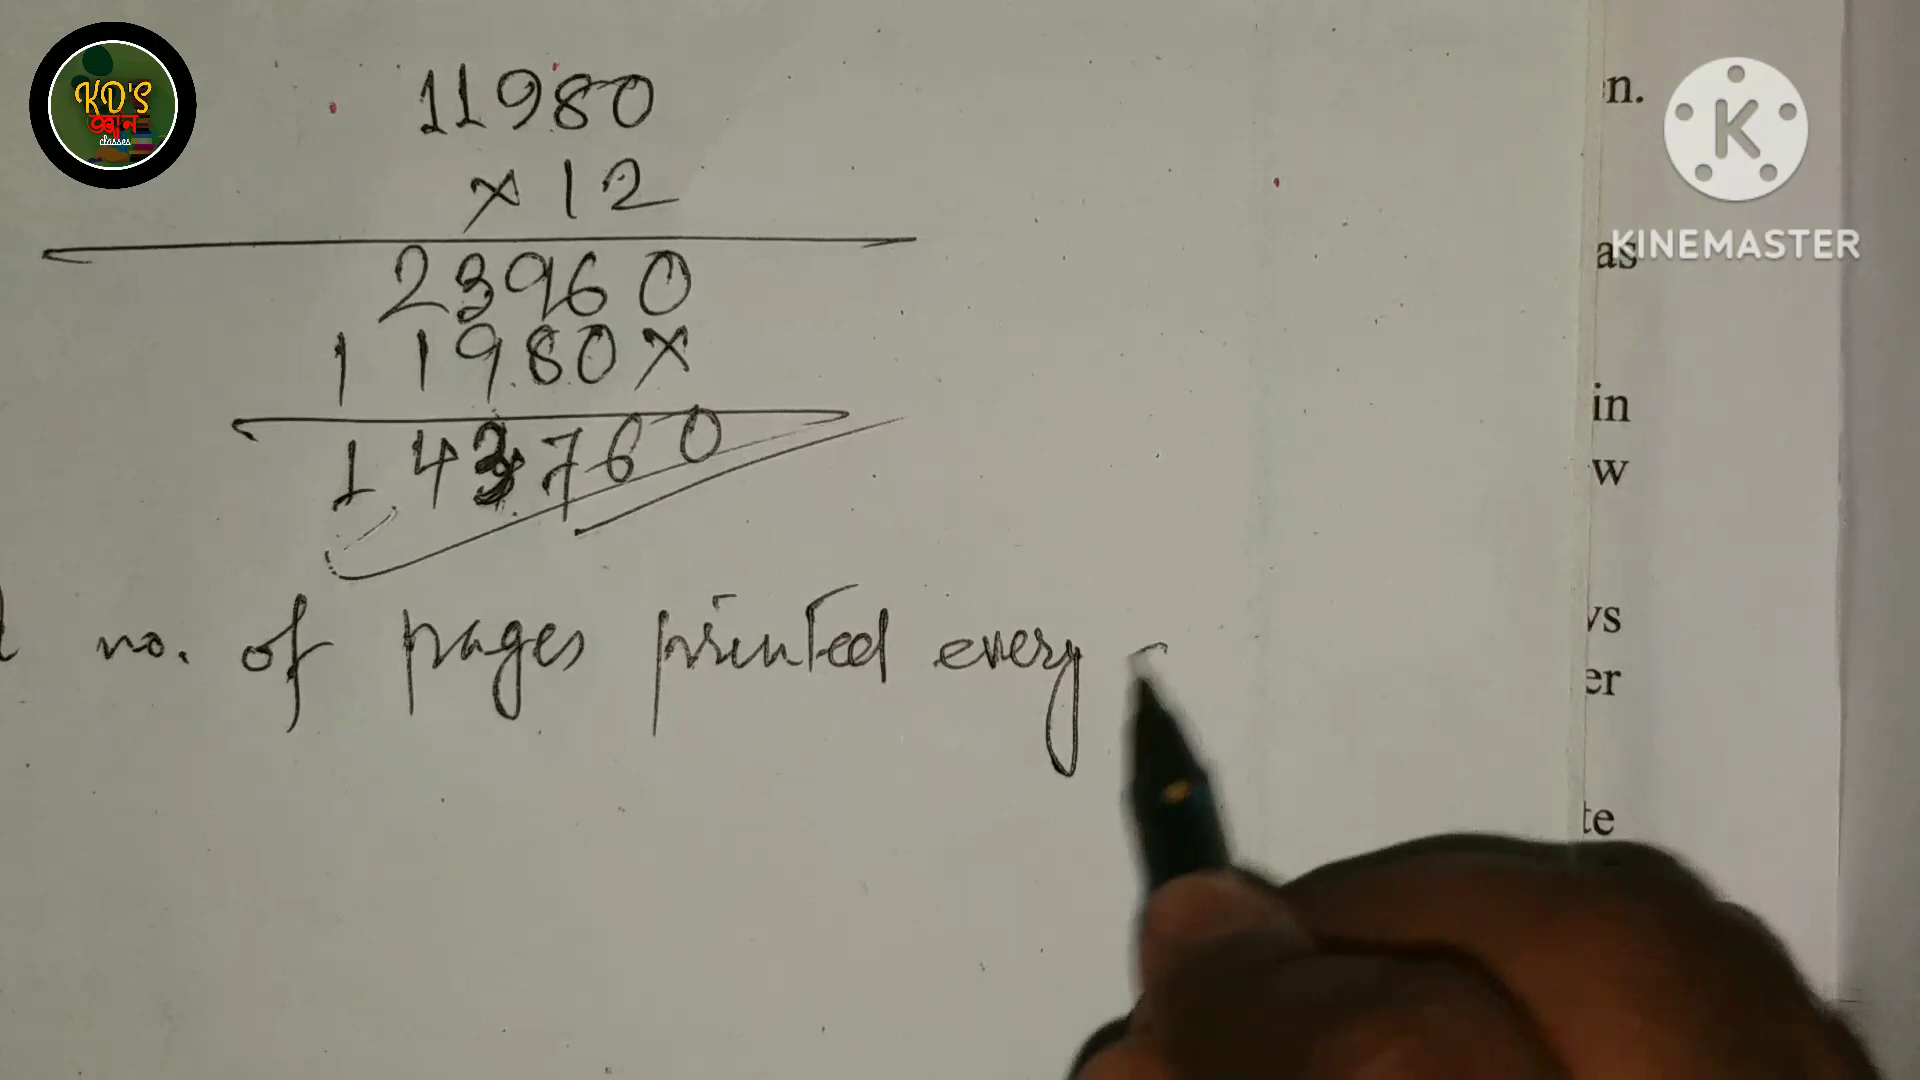 KD'S
জ্ঞান
classes
11980
× 12
23960
11980×
143760
no. of pages printed every
n.
as
in
w
vs
er
te
KINEMASTER